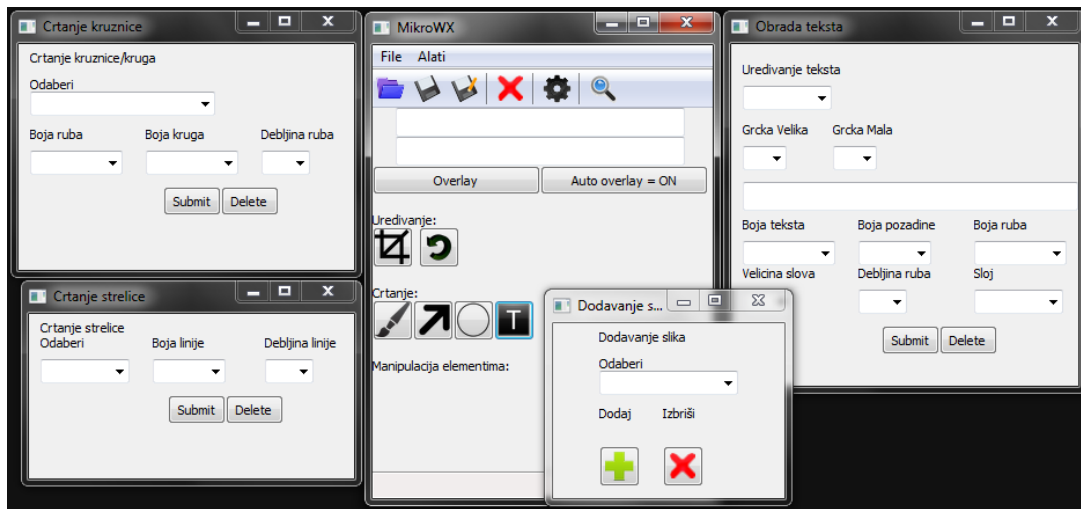 Crtanje kruznice
Crtanje kruznice/kruga
Odaberi
Boja ruba Boja kruga Debljina ruba
Submit Delete
Crtanje strelice
Crtanje strelice
Odaberi Boja linije Debljina linije
Submit Delete
MikroWX
File Alati
Overlay Auto overlay = ON
Uredivanje:
Crtanje:
T
Manipulacija elementima:
Dodavanje s...
Dodavanje slika
Odaberi
Dodaj Izbriši
Obrada teksta
Uredivanje teksta
Grcka Velika Grcka Mala
Boja teksta Boja pozadine Boja ruba
Velicina slova Debljina ruba Sloj
Submit Delete